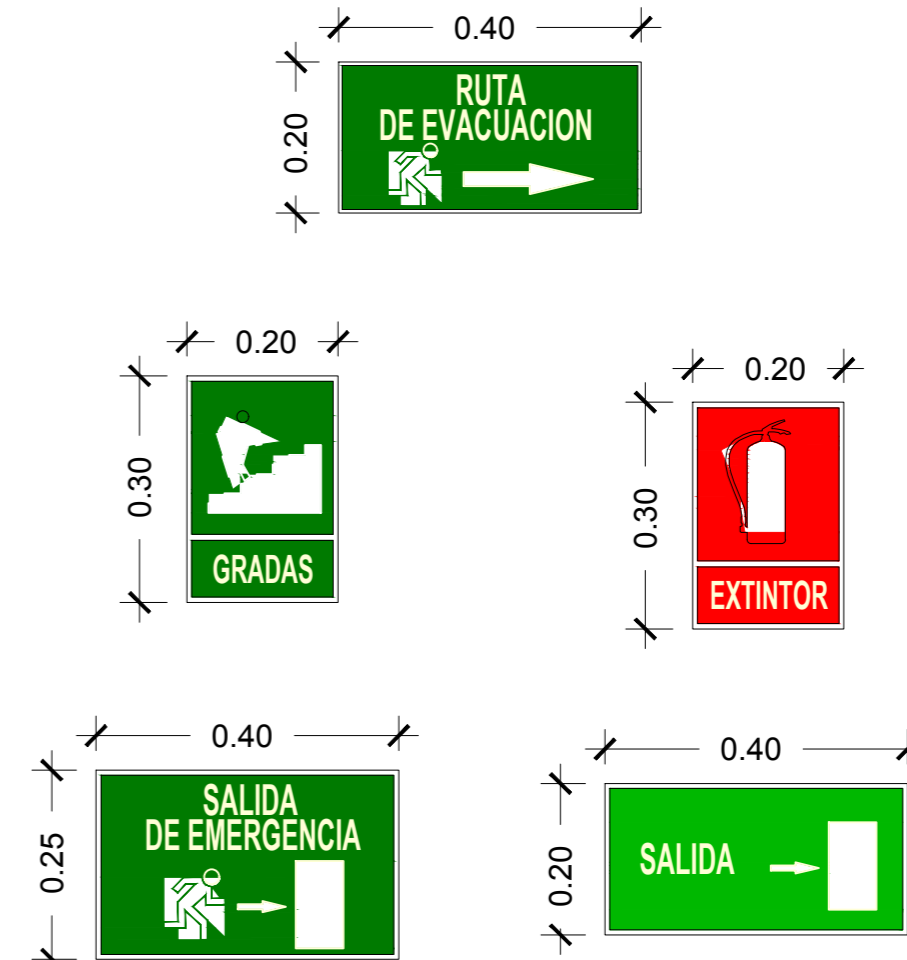 0.40
0.20
RUTA
DE EVACUACION
0.20
0.30
GRADAS
0.20
0.30
EXTINTOR
0.40
0.25
SALIDA
DE EMERGENCIA
0.40
0.20
SALIDA